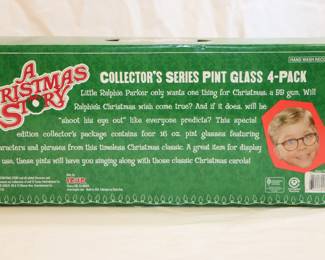 A
CHRISTMAS
STORY
HAND WASH RECOM
COLLECTOR'S SERIES PINT GLASS 4-PACK
Little Ralphie Parker only wants one thing for Christmas, a BB gun. Will
Ralphie's Christmas wish come true? And if it does, will he
"shoot his eye out" like everyone predicts? This special
edition collector's package contains four 16 oz. pint glasses featuring
characters and phrases from this timeless Christmas classic. A great item for display
use, these pints will have you singing along with those classic Christmas carols!